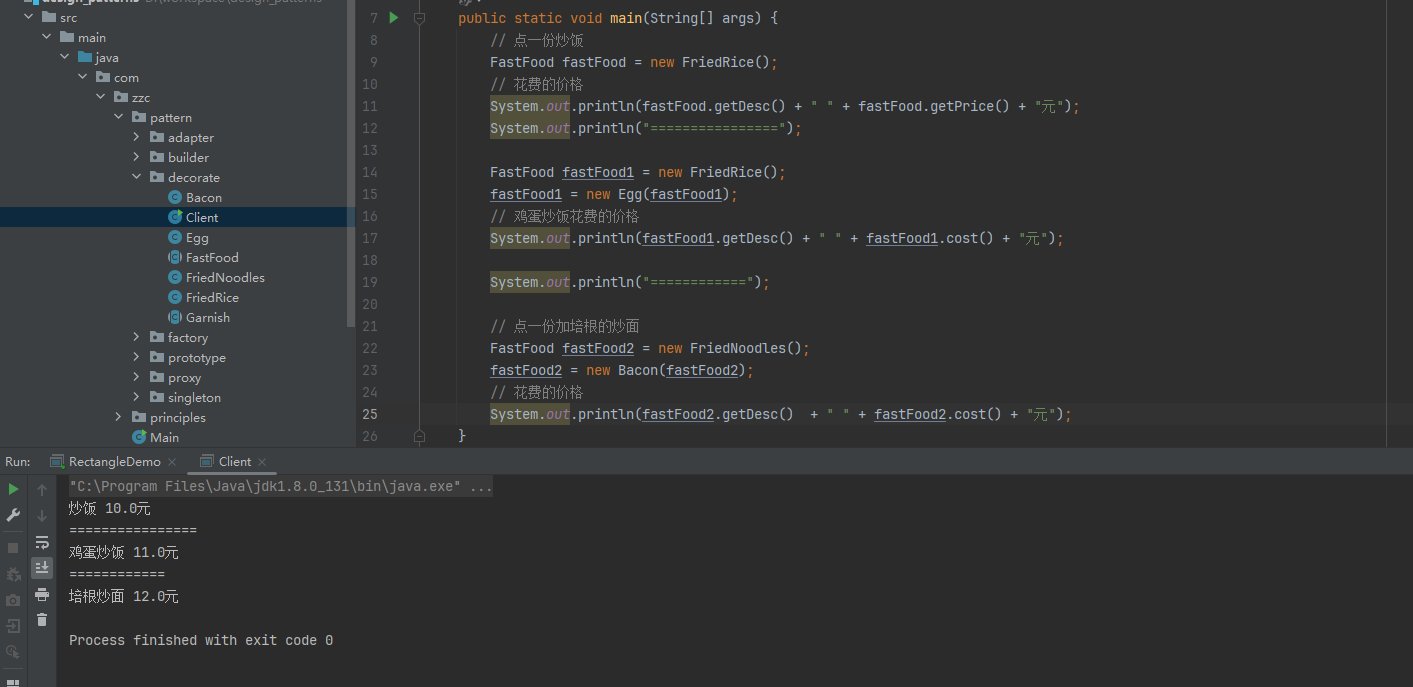 design_patterns D:\workspace\design_patterns
src
main
java
com
zzc
pattern
adapter
builder
decorate
Bacon
Client
Egg
FastFood
FriedNoodles
FriedRice
Garnish
factory
prototype
proxy
singleton
principles
Main
7 public static void main(String[] args) {
8 // 点一份炒饭
9 FastFood fastFood = new FriedRice();
10 // 花费的价格
11 System.out.println(fastFood.getDesc() + " " + fastFood.getPrice() + "元");
12 System.out.println("================");
13
14 FastFood fastFood1 = new FriedRice();
15 fastFood1 = new Egg(fastFood1);
16 // 鸡蛋炒饭花费的价格
17 System.out.println(fastFood1.getDesc() + " " + fastFood1.cost() + "元");
18
19 System.out.println("============");
20
21 // 点一份加培根的炒面
22 FastFood fastFood2 = new FriedNoodles();
23 fastFood2 = new Bacon(fastFood2);
24 // 花费的价格
25 System.out.println(fastFood2.getDesc()  + " " + fastFood2.cost() + "元");
26 }
Run: RectangleDemo × Client ×
"C:\Program Files\Java\jdk1.8.0_131\bin\java.exe" ...
炒饭 10.0元
================
鸡蛋炒饭 11.0元
============
培根炒面 12.0元
Process finished with exit code 0